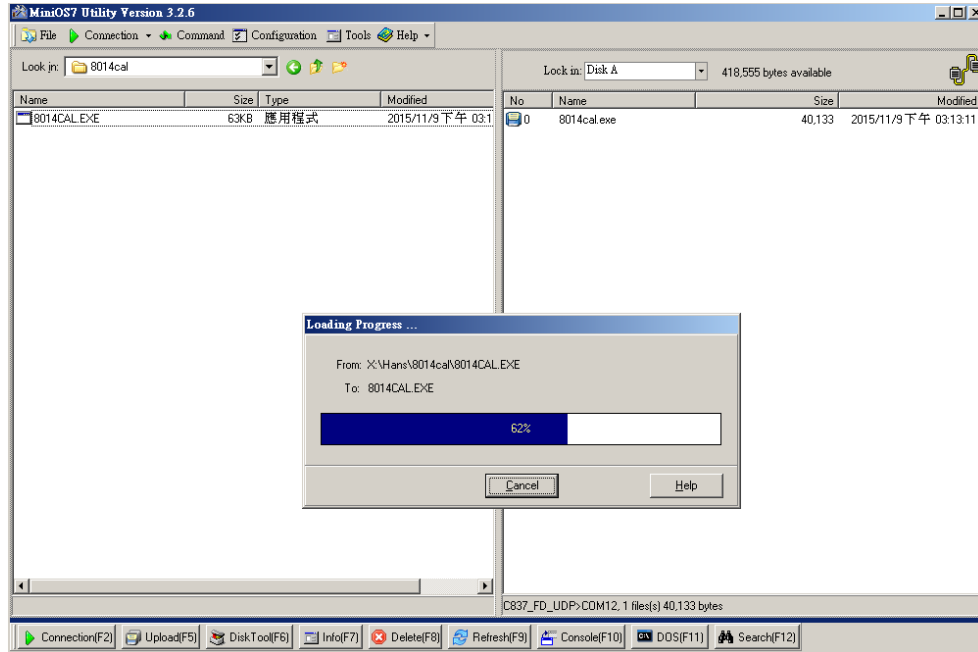 MiniOS7 Utility Version 3.2.6
File Connection Command Configuration Tools Help
Look in: 8014cal
Lock in: Disk A 418,555 bytes available
Name Size Type Modified
No Name Size Modified
8014CAL.EXE 63KB 應用程式 2015/11/9 下午 03:1
0 8014cal.exe 40,133 2015/11/9 下午 03:13:11
Loading Progress ...
From: X:\Hans\8014cal\8014CAL.EXE
To: 8014CAL.EXE
62%
Cancel Help
C837_FD_UDP>COM12, 1 files(s) 40,133 bytes
Connection(F2) Upload(F5) DiskTool(F6) Info(F7) Delete(F8) Refresh(F9) Console(F10) DOS(F11) Search(F12)